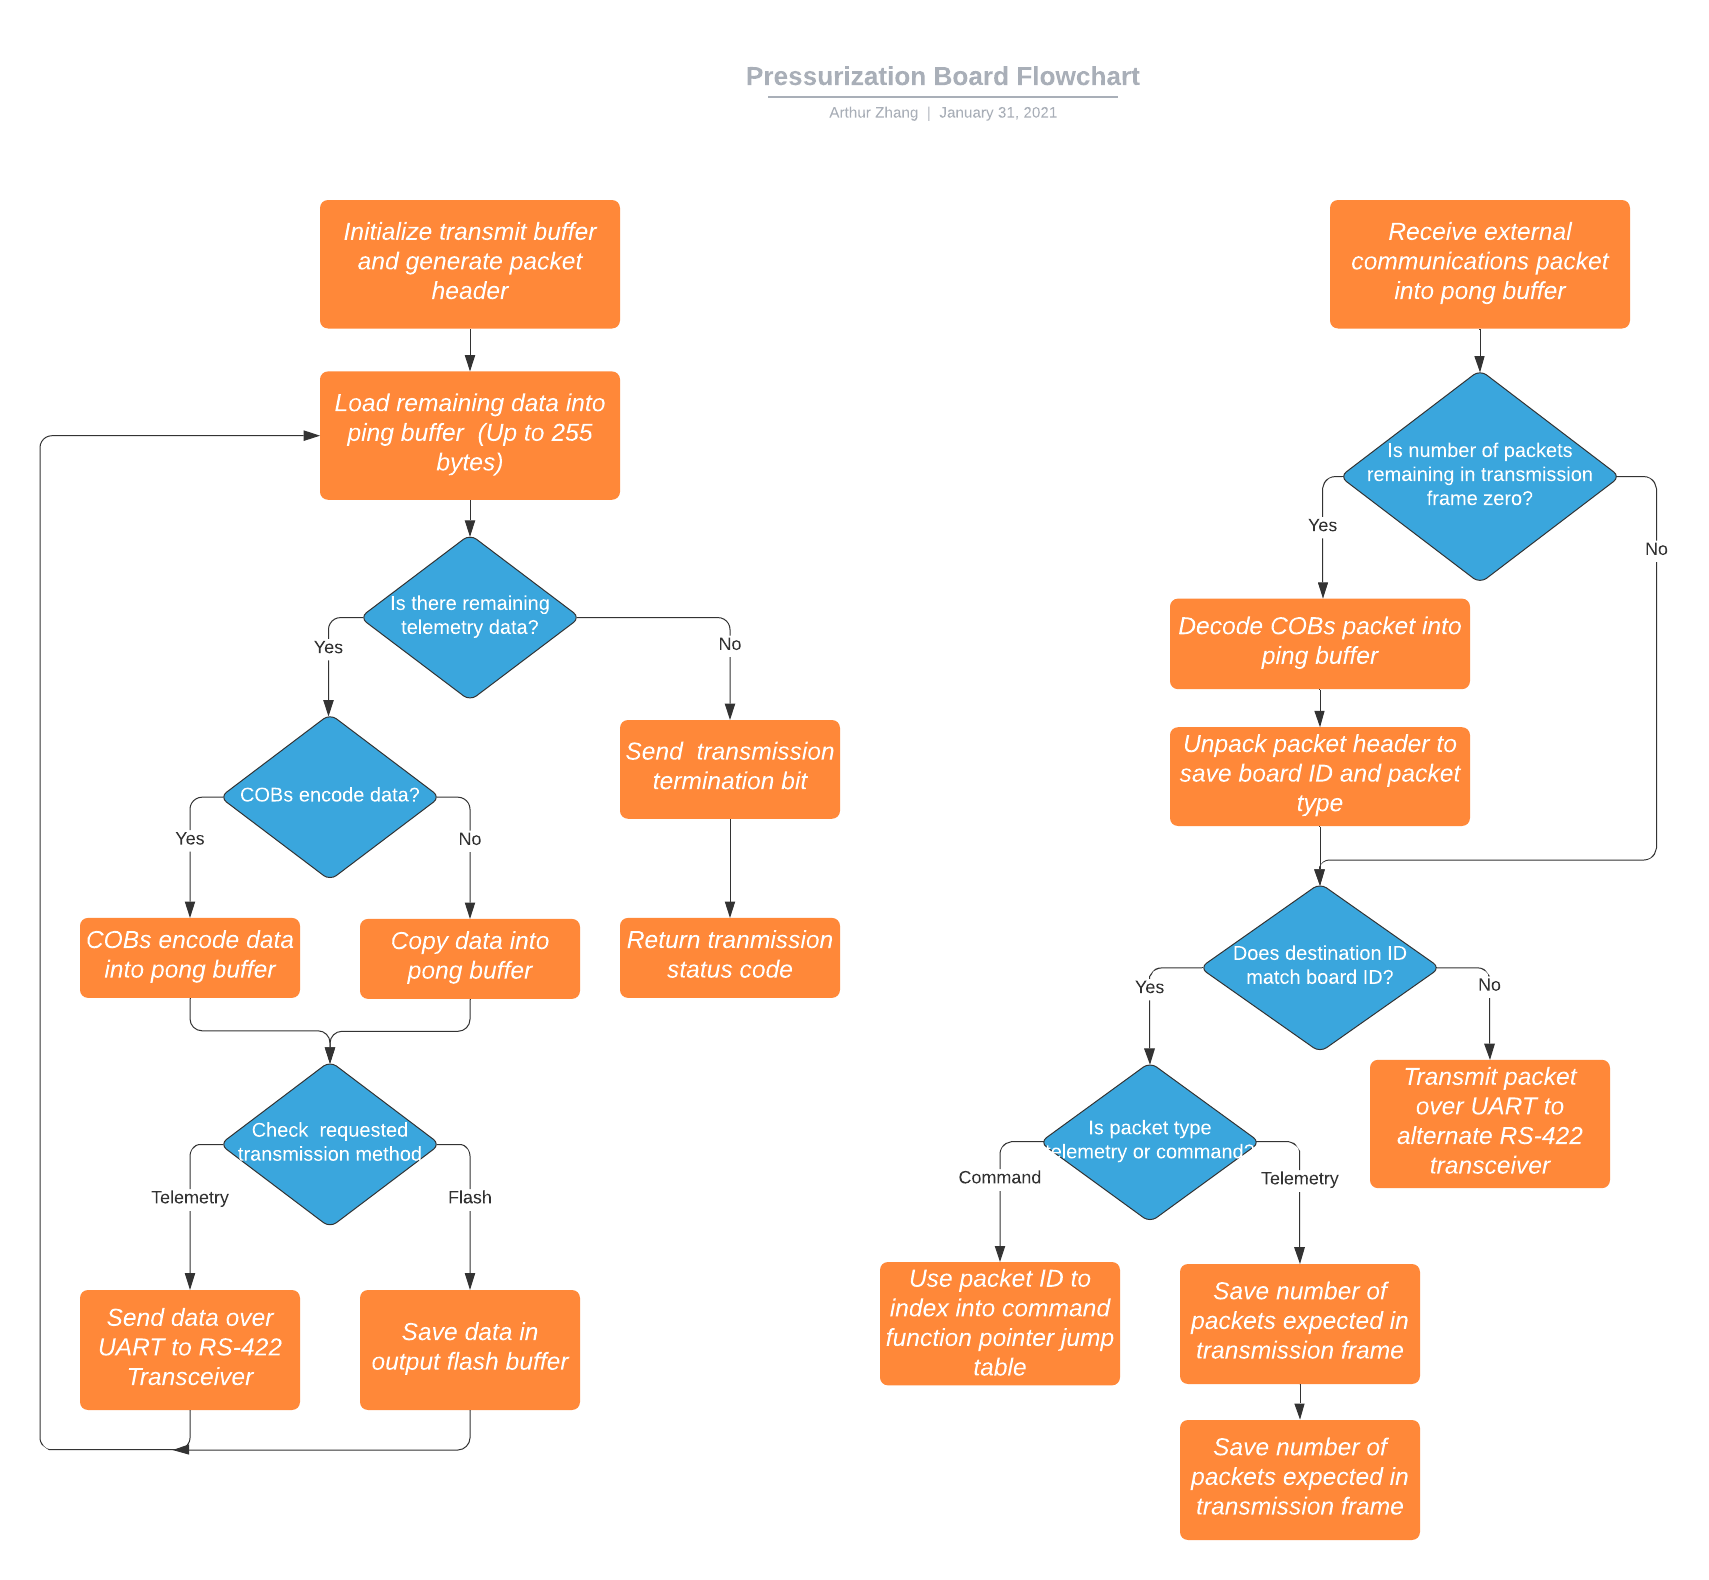 Pressurization Board Flowchart
Arthur Zhang | January 31, 2021
Initialize transmit buffer
and generate packet
header
Load remaining data into
ping buffer (Up to 255
bytes)
Is there remaining
telemetry data?
Yes
No
COBs encode data?
Yes
No
Send transmission
termination bit
COBs encode data
into pong buffer
Copy data into
pong buffer
Return tranmission
status code
Check requested
transmission method
Telemetry
Flash
Send data over
UART to RS-422
Transceiver
Save data in
output flash buffer
Receive external
communications packet
into pong buffer
Is number of packets
remaining in transmission
frame zero?
Yes
No
Decode COBs packet into
ping buffer
Unpack packet header to
save board ID and packet
type
Does destination ID
match board ID?
Yes
No
Transmit packet
over UART to
alternate RS-422
transceiver
Is packet type
telemetry or command?
Command
Telemetry
Use packet ID to
index into command
function pointer jump
table
Save number of
packets expected in
transmission frame
Save number of
packets expected in
transmission frame